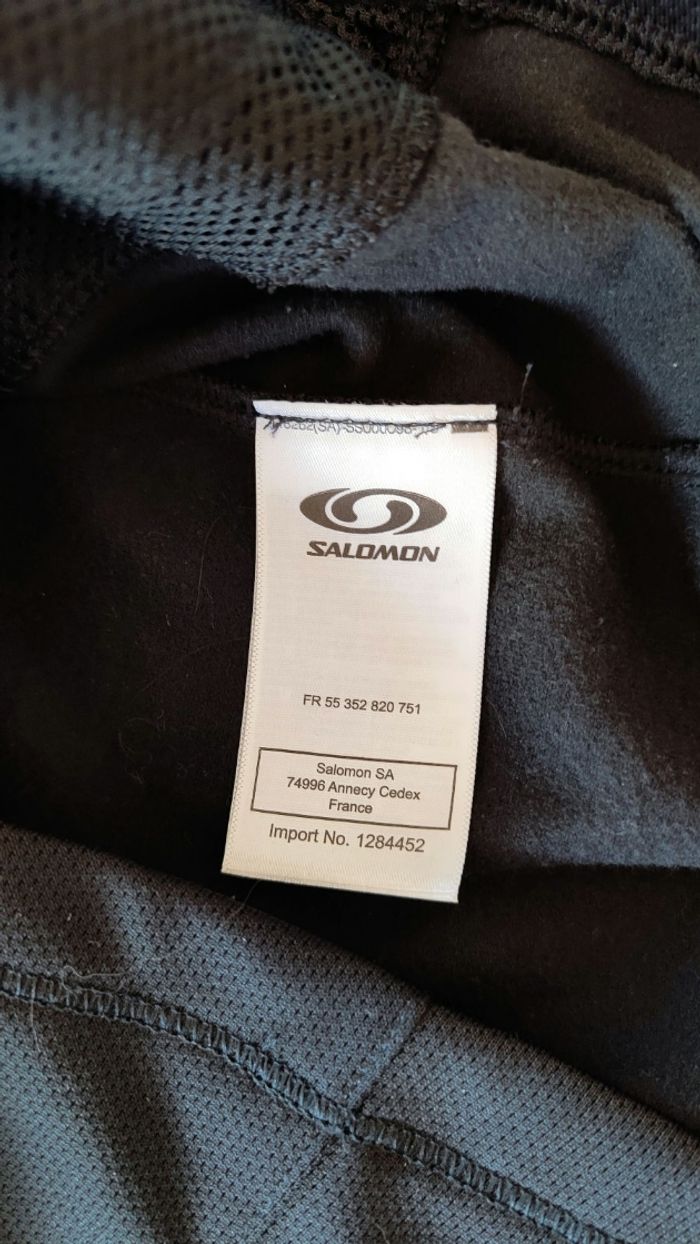 SALOMON
FR 55 352 820 751
Salomon SA
74996 Annecy Cedex
France
Import No. 1284452